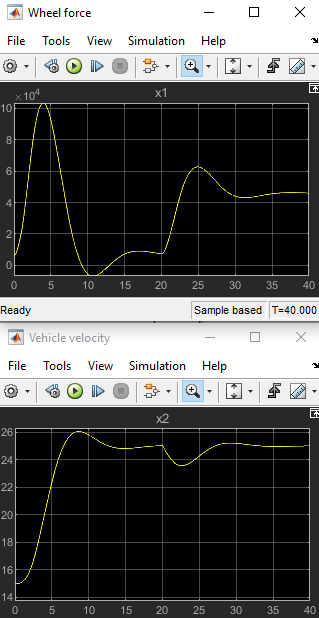 Wheel force
File Tools View Simulation Help
×10⁴
x1
10
8
6
4
2
0
0 5 10 15 20 25 30 35 40
Ready Sample based T=40.000
Vehicle velocity
File Tools View Simulation Help
x2
26
24
22
20
18
16
14
0 5 10 15 20 25 30 35 40